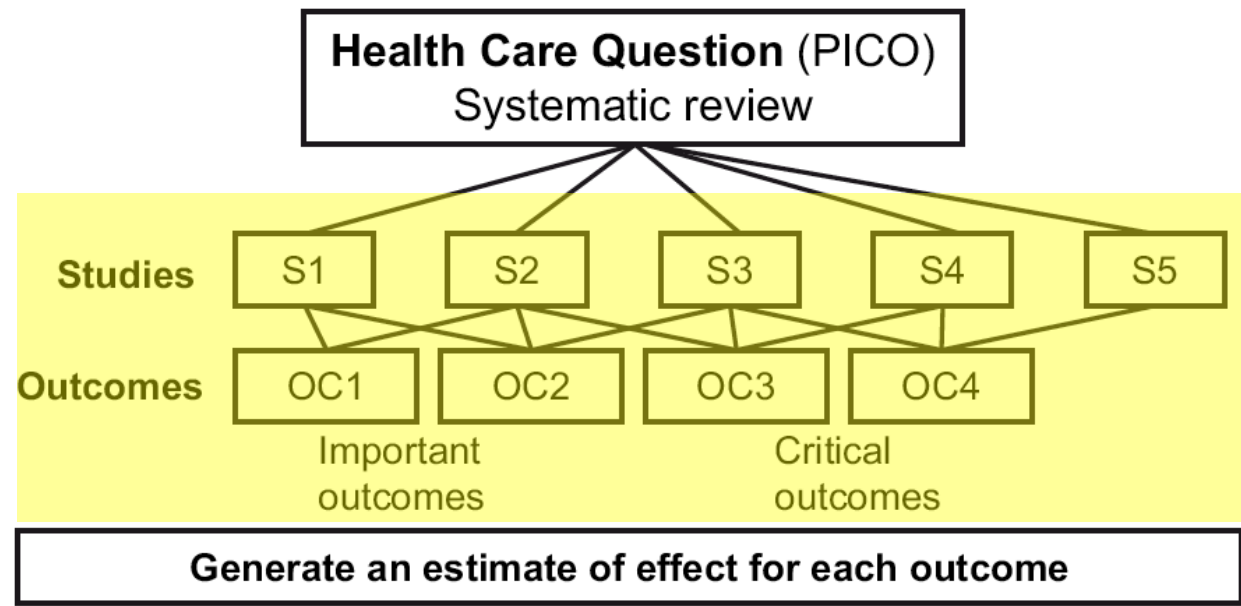 Health Care Question (PICO)
Systematic review
Studies S1 S2 S3 S4 S5
Outcomes OC1 OC2 OC3 OC4
Important Critical
outcomes outcomes
Generate an estimate of effect for each outcome